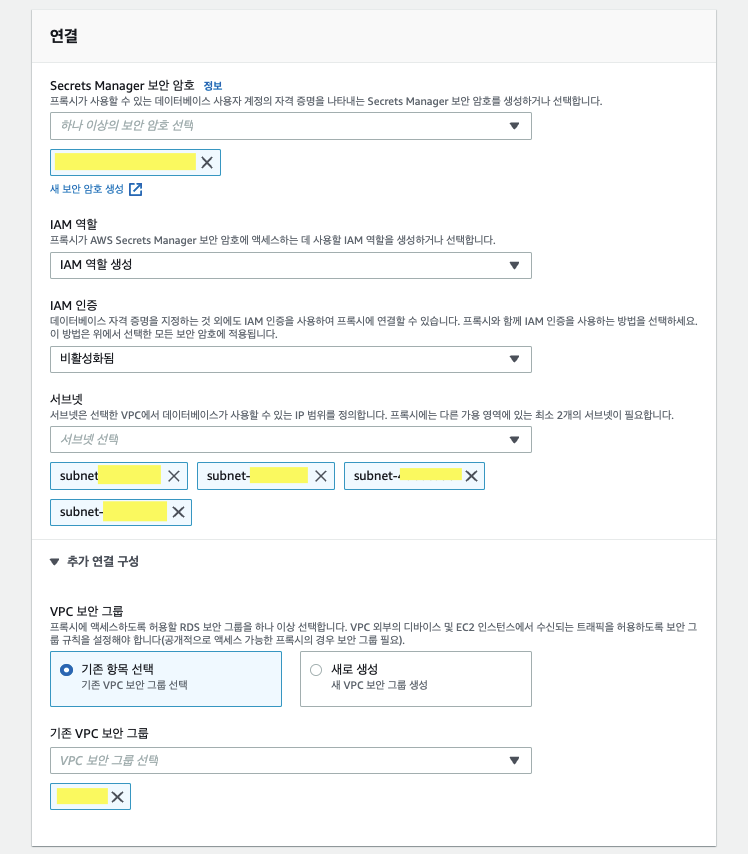 연결
Secrets Manager 보안 암호 정보
프록시가 사용할 수 있는 데이터베이스 사용자 계정의 자격 증명을 나타내는 Secrets Manager 보안 암호를 생성하거나 선택합니다.
하나 이상의 보안 암호 선택
새 보안 암호 생성
IAM 역할
프록시가 AWS Secrets Manager 보안 암호에 액세스하는 데 사용할 IAM 역할을 생성하거나 선택합니다.
IAM 역할 생성
IAM 인증
데이터베이스 자격 증명을 지정하는 것 외에도 IAM 인증을 사용하여 프록시에 연결할 수 있습니다. 프록시와 함께 IAM 인증을 사용하는 방법을 선택하세요.
이 방법은 위에서 선택한 모든 보안 암호에 적용됩니다.
비활성화됨
서브넷
서브넷은 선택한 VPC에서 데이터베이스가 사용할 수 있는 IP 범위를 정의합니다. 프록시에는 다른 가용 영역에 있는 최소 2개의 서브넷이 필요합니다.
서브넷 선택
subnet subnet- subnet-
subnet-
추가 연결 구성
VPC 보안 그룹
프록시에 액세스하도록 허용할 RDS 보안 그룹을 하나 이상 선택합니다. VPC 외부의 디바이스 및 EC2 인스턴스에서 수신되는 트래픽을 허용하도록 보안 그
룹 규칙을 설정해야 합니다(공개적으로 액세스 가능한 프록시의 경우 보안 그룹 필요).
기존 항목 선택 새로 생성
기존 VPC 보안 그룹 선택 새 VPC 보안 그룹 생성
기존 VPC 보안 그룹
VPC 보안 그룹 선택